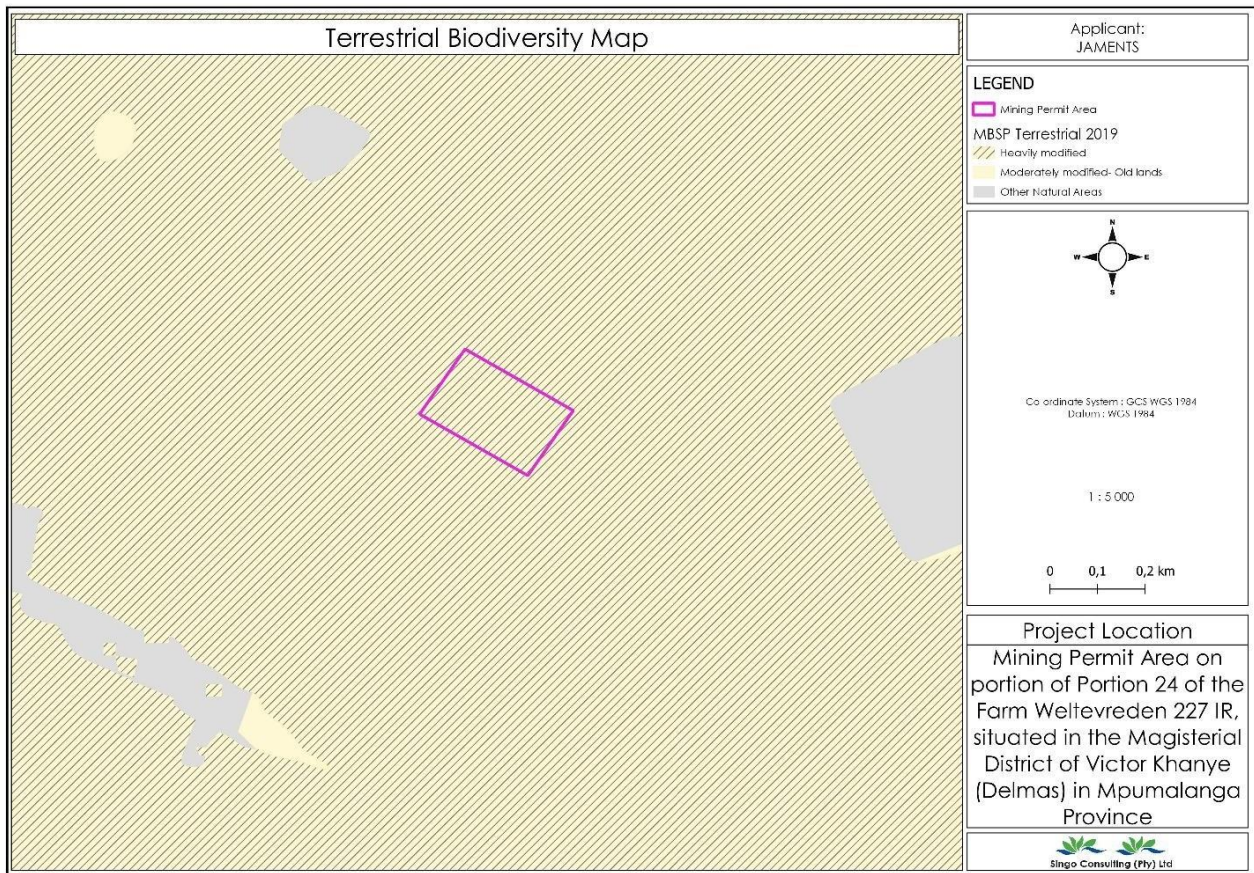 Terrestrial Biodiversity Map
Applicant:
JAMENTS
LEGEND
Mining Permit Area
MBSP Terrestrial 2019
Heavily modified
Moderately modified- Old lands
Other Natural Areas
N
W
E
S
Co ordinate System : GCS WGS 1984
Datum : WGS 1984
1 : 5 000
0 0,1 0,2 km
Project Location
Mining Permit Area on
portion of Portion 24 of the
Farm Weltevreden 227 IR,
situated in the Magisterial
District of Victor Khanye
(Delmas) in Mpumalanga
Province
Singo Consulting (Pty) Ltd